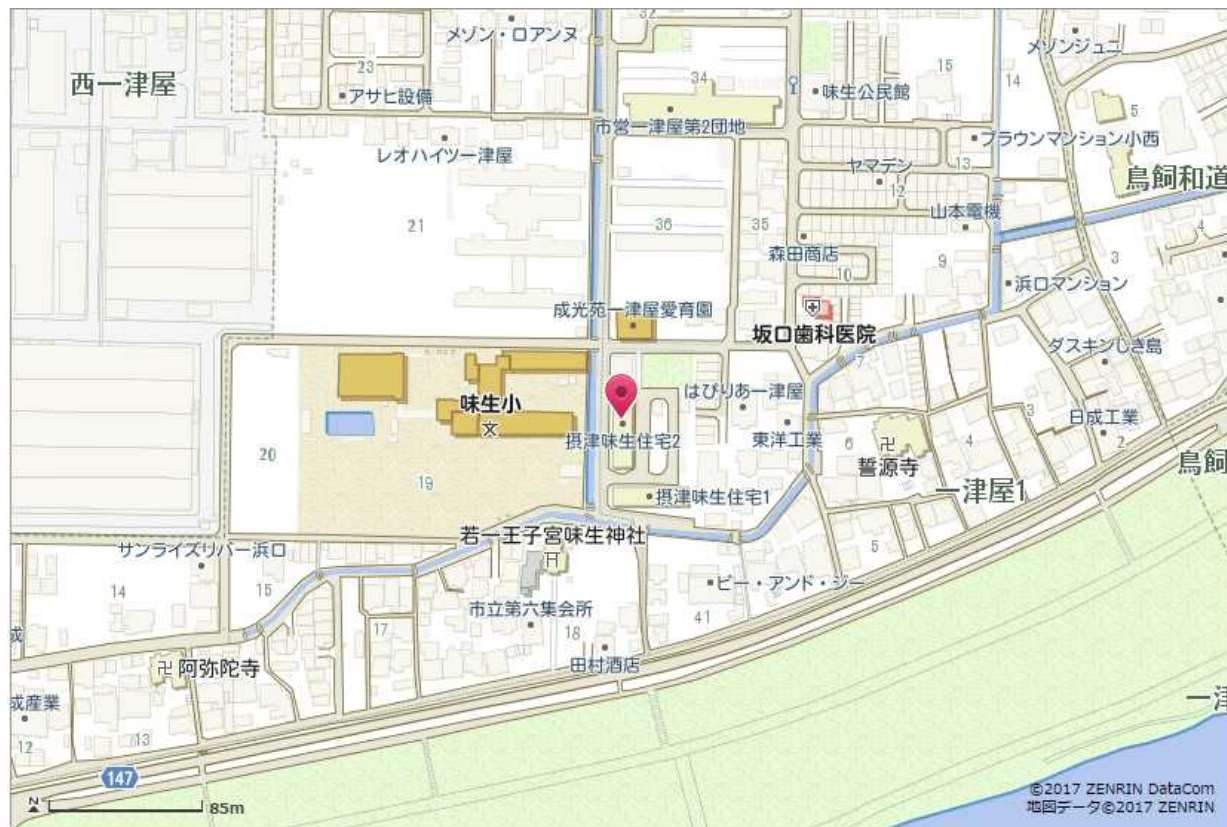 32
メゾン・ロアンヌ
23
アサヒ設備
西一津屋
34
市営一津屋第2団地
味生公民館
15
14
メゾンジュニ
5
ブラウンマンション小西
13
鳥飼和道
レオハイツ一津屋
ヤマデン
12
山本電機
21
36
35
森田商店
10
9
4
3
浜口マンション
成光苑一津屋愛育園
坂口歯科医院
7
ダスキンしき島
味生小
文
はぴりあ一津屋
摂津味生住宅2
東洋工業
6
卍
誓源寺
4
3
日成工業
2
鳥飼
20
19
摂津味生住宅1
一津屋1
若一王子宮味生神社
サンライズリバー浜口
5
14
15
ビー・アンド・ジー
市立第六集会所
41
17
18
成
卍 阿弥陀寺
田村酒店
成産業
12
13
一津
147
N
85m
©2017 ZENRIN DataCom
地図データ©2017 ZENRIN